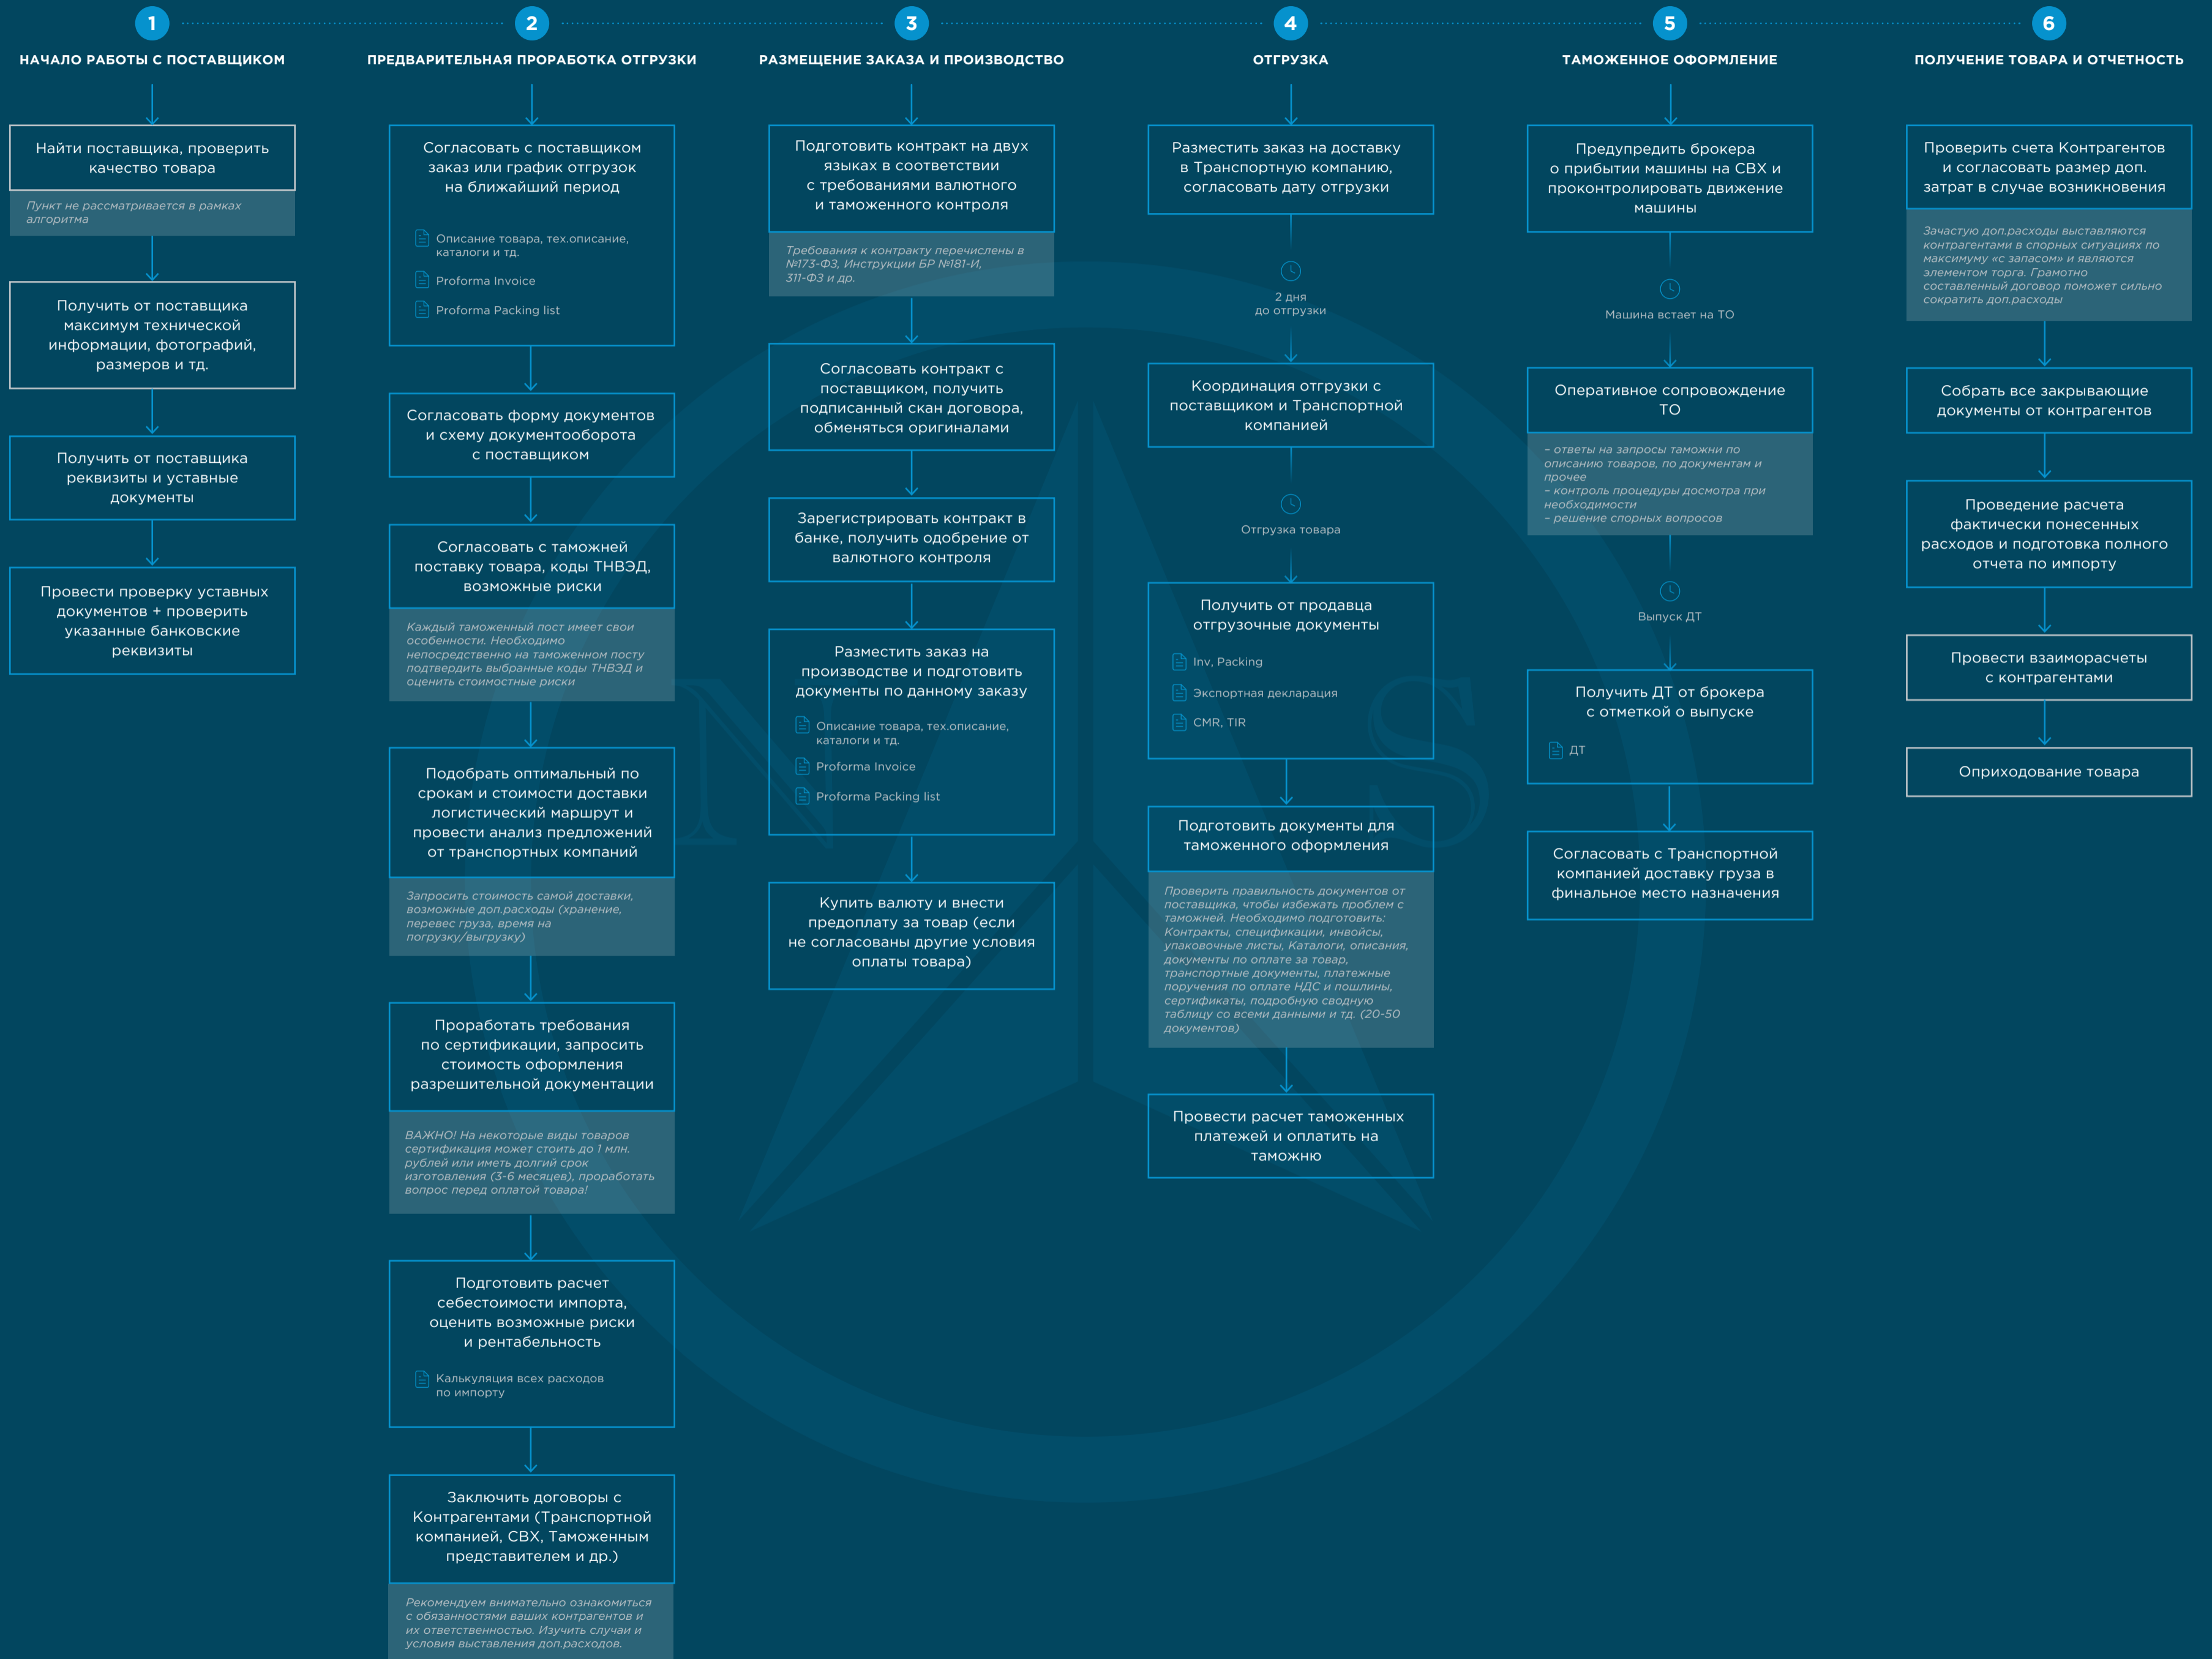 1
НАЧАЛО РАБОТЫ С ПОСТАВЩИКОМ
Найти поставщика, проверить
качество товара
Пункт не рассматривается в рамках
алгоритма
Получить от поставщика
максимум технической
информации, фотографий,
размеров и тд.
Получить от поставщика
реквизиты и уставные
документы
Провести проверку уставных
документов + проверить
указанные банковские
реквизиты
2
ПРЕДВАРИТЕЛЬНАЯ ПРОРАБОТКА ОТГРУЗКИ
Согласовать с поставщиком
заказ или график отгрузок
на ближайший период
Описание товара, тех.описание,
каталоги и тд.
Proforma Invoice
Proforma Packing list
Согласовать форму документов
и схему документооборота
с поставщиком
Согласовать с таможней
поставку товара, коды ТНВЭД,
возможные риски
Каждый таможенный пост имеет свои
особенности. Необходимо
непосредственно на таможенном посту
подтвердить выбранные коды ТНВЭД и
оценить стоимостные риски
Подобрать оптимальный по
срокам и стоимости доставки
логистический маршрут и
провести анализ предложений
от транспортных компаний
Запросить стоимость самой доставки,
возможные доп.расходы (хранение,
перевес груза, время на
погрузку/выгрузку)
Проработать требования
по сертификации, запросить
стоимость оформления
разрешительной документации
ВАЖНО! На некоторые виды товаров
сертификация может стоить до 1 млн.
рублей или иметь долгий срок
изготовления (3-6 месяцев), проработать
вопрос перед оплатой товара!
Подготовить расчет
себестоимости импорта,
оценить возможные риски
и рентабельность
Калькуляция всех расходов
по импорту
Заключить договоры с
Контрагентами (Транспортной
компанией, СВХ, Таможенным
представителем и др.)
Рекомендуем внимательно ознакомиться
с обязанностями ваших контрагентов и
их ответственностью. Изучить случаи и
условия выставления доп.расходов.
3
РАЗМЕЩЕНИЕ ЗАКАЗА И ПРОИЗВОДСТВО
Подготовить контракт на двух
языках в соответствии
с требованиями валютного
и таможенного контроля
Требования к контракту перечислены в
№173-ФЗ, Инструкции БР №181-И,
311-ФЗ и др.
Согласовать контракт с
поставщиком, получить
подписанный скан договора,
обменяться оригиналами
Зарегистрировать контракт в
банке, получить одобрение от
валютного контроля
Разместить заказ на
производстве и подготовить
документы по данному заказу
Описание товара, тех.описание,
каталоги и тд.
Proforma Invoice
Proforma Packing list
Купить валюту и внести
предоплату за товар (если
не согласованы другие условия
оплаты товара)
4
ОТГРУЗКА
Разместить заказ на доставку
в Транспортную компанию,
согласовать дату отгрузки
2 дня
до отгрузки
Координация отгрузки с
поставщиком и Транспортной
компанией
Отгрузка товара
Получить от продавца
отгрузочные документы
Inv, Packing
Экспортная декларация
CMR, TIR
Подготовить документы для
таможенного оформления
Проверить правильность документов от
поставщика, чтобы избежать проблем с
таможней. Необходимо подготовить:
Контракты, спецификации, инвойсы,
упаковочные листы, Каталоги, описания,
документы по оплате за товар,
транспортные документы, платежные
поручения по оплате НДС и пошлины,
сертификаты, подробную сводную
таблицу со всеми данными и тд. (20-50
документов)
Провести расчет таможенных
платежей и оплатить на
таможню
5
ТАМОЖЕННОЕ ОФОРМЛЕНИЕ
Предупредить брокера
о прибытии машины на СВХ и
проконтролировать движение
машины
Машина встает на ТО
Оперативное сопровождение
ТО
– ответы на запросы таможни по
описанию товаров, по документам и
прочее
– контроль процедуры досмотра при
необходимости
– решение спорных вопросов
Выпуск ДТ
Получить ДТ от брокера
с отметкой о выпуске
ДТ
Согласовать с Транспортной
компанией доставку груза в
финальное место назначения
6
ПОЛУЧЕНИЕ ТОВАРА И ОТЧЕТНОСТЬ
Проверить счета Контрагентов
и согласовать размер доп.
затрат в случае возникновения
Зачастую доп.расходы выставляются
контрагентами в спорных ситуациях по
максимуму «с запасом» и являются
элементом торга. Грамотно
составленный договор поможет сильно
сократить доп.расходы
Собрать все закрывающие
документы от контрагентов
Проведение расчета
фактически понесенных
расходов и подготовка полного
отчета по импорту
Провести взаиморасчеты
с контрагентами
Оприходование товара
N S